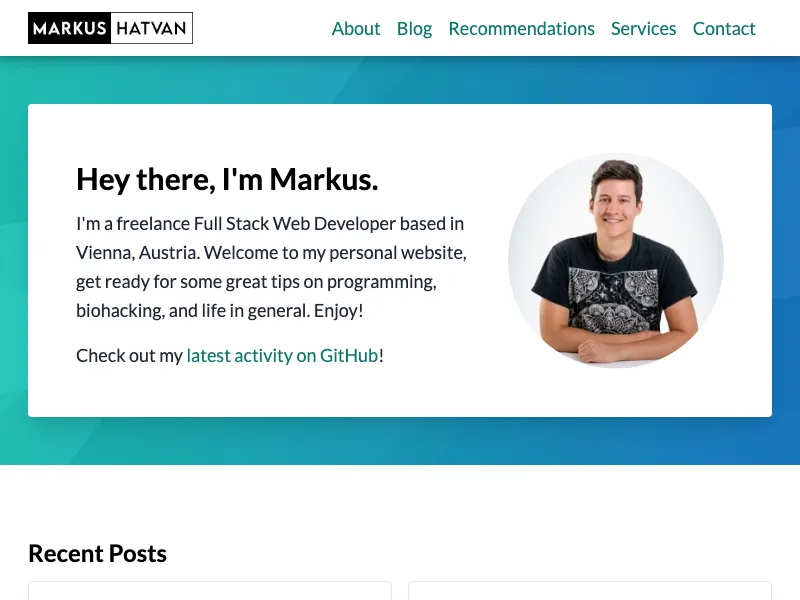 MARKUS HATVAN
About Blog Recommendations Services Contact
Hey there, I'm Markus.
I'm a freelance Full Stack Web Developer based in
Vienna, Austria. Welcome to my personal website,
get ready for some great tips on programming,
biohacking, and life in general. Enjoy!
Check out my latest activity on GitHub!
Recent Posts